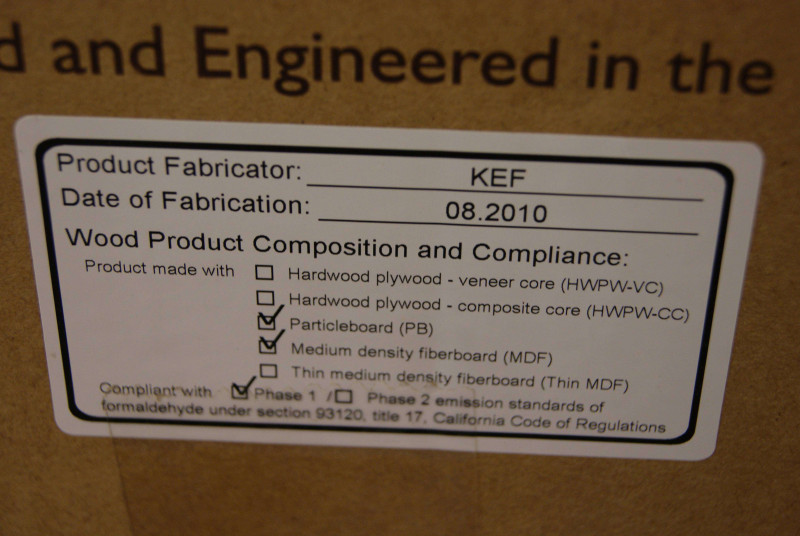 d and Engineered in the
Product Fabricator: KEF
Date of Fabrication: 08.2010
Wood Product Composition and Compliance:
Product made with ☐ Hardwood plywood - veneer core (HWPW-VC)
☐ Hardwood plywood - composite core (HWPW-CC)
☑ Particleboard (PB)
☑ Medium density fiberboard (MDF)
☐ Thin medium density fiberboard (Thin MDF)
Compliant with ☑ Phase 1 / ☐ Phase 2 emission standards of
formaldehyde under section 93120, title 17, California Code of Regulations